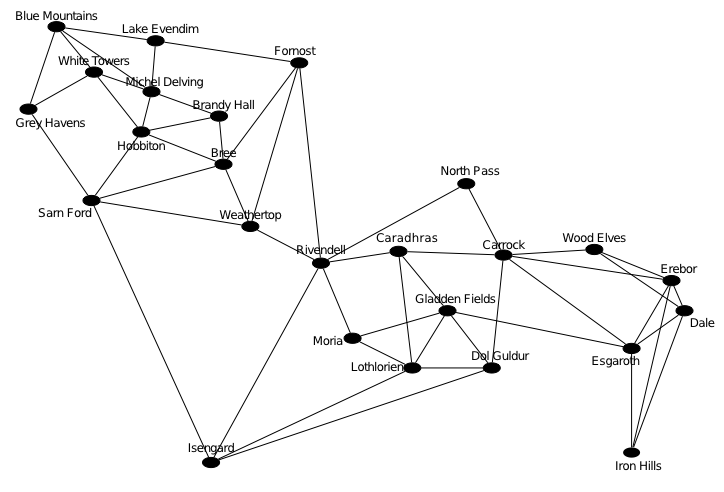 Blue Mountains
Lake Evendim
Fornost
White Towers
Michel Delving
Brandy Hall
Grey Havens
Hobbiton
Bree
North Pass
Sarn Ford
Weathertop
Rivendell
Caradhras
Carrock
Wood Elves
Erebor
Gladden Fields
Dale
Moria
Dol Guldur
Esgaroth
Lothlorien
Isengard
Iron Hills